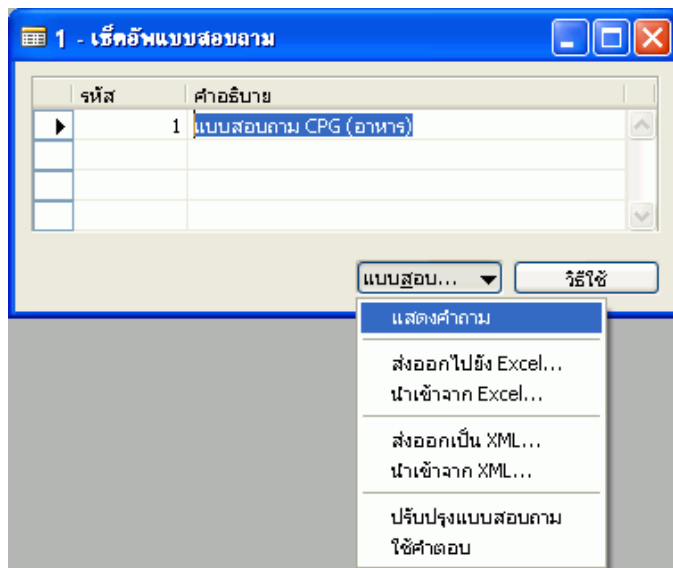 1 - เช็คอัพแบบสอบถาม
รหัส คำอธิบาย
1 แบบสอบถาม CPG (อาหาร)
แบบสอบ... วิธีใช้
แสดงคำถาม
ส่งออกไปยัง Excel...
นำเข้าจาก Excel...
ส่งออกเป็น XML...
นำเข้าจาก XML...
ปรับปรุงแบบสอบถาม
ใช้คำตอบ